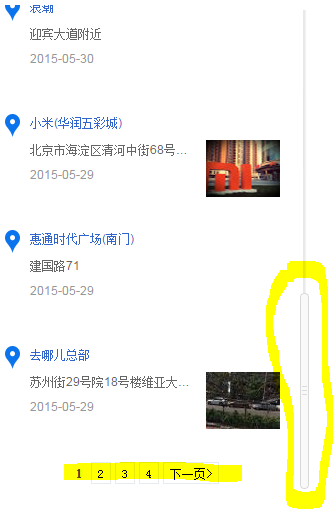 浪潮
迎宾大道附近
2015-05-30
小米(华润五彩城)
北京市海淀区清河中街68号...
2015-05-29
惠通时代广场(南门)
建国路71
2015-05-29
去哪儿总部
苏州街29号院18号楼维亚大...
2015-05-29
1 2 3 4 下一页>